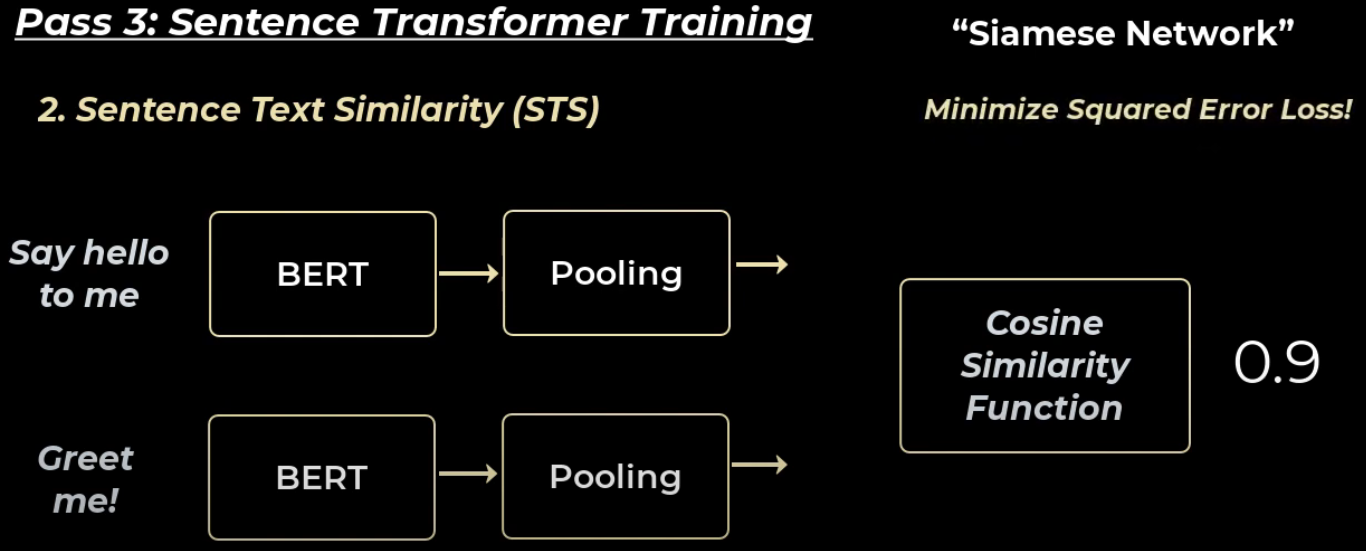 Pass 3: Sentence Transformer Training
“Siamese Network”
2. Sentence Text Similarity (STS)
Minimize Squared Error Loss!
Say hello
to me
BERT
Pooling
Cosine
Similarity
Function
0.9
Greet
me!
BERT
Pooling